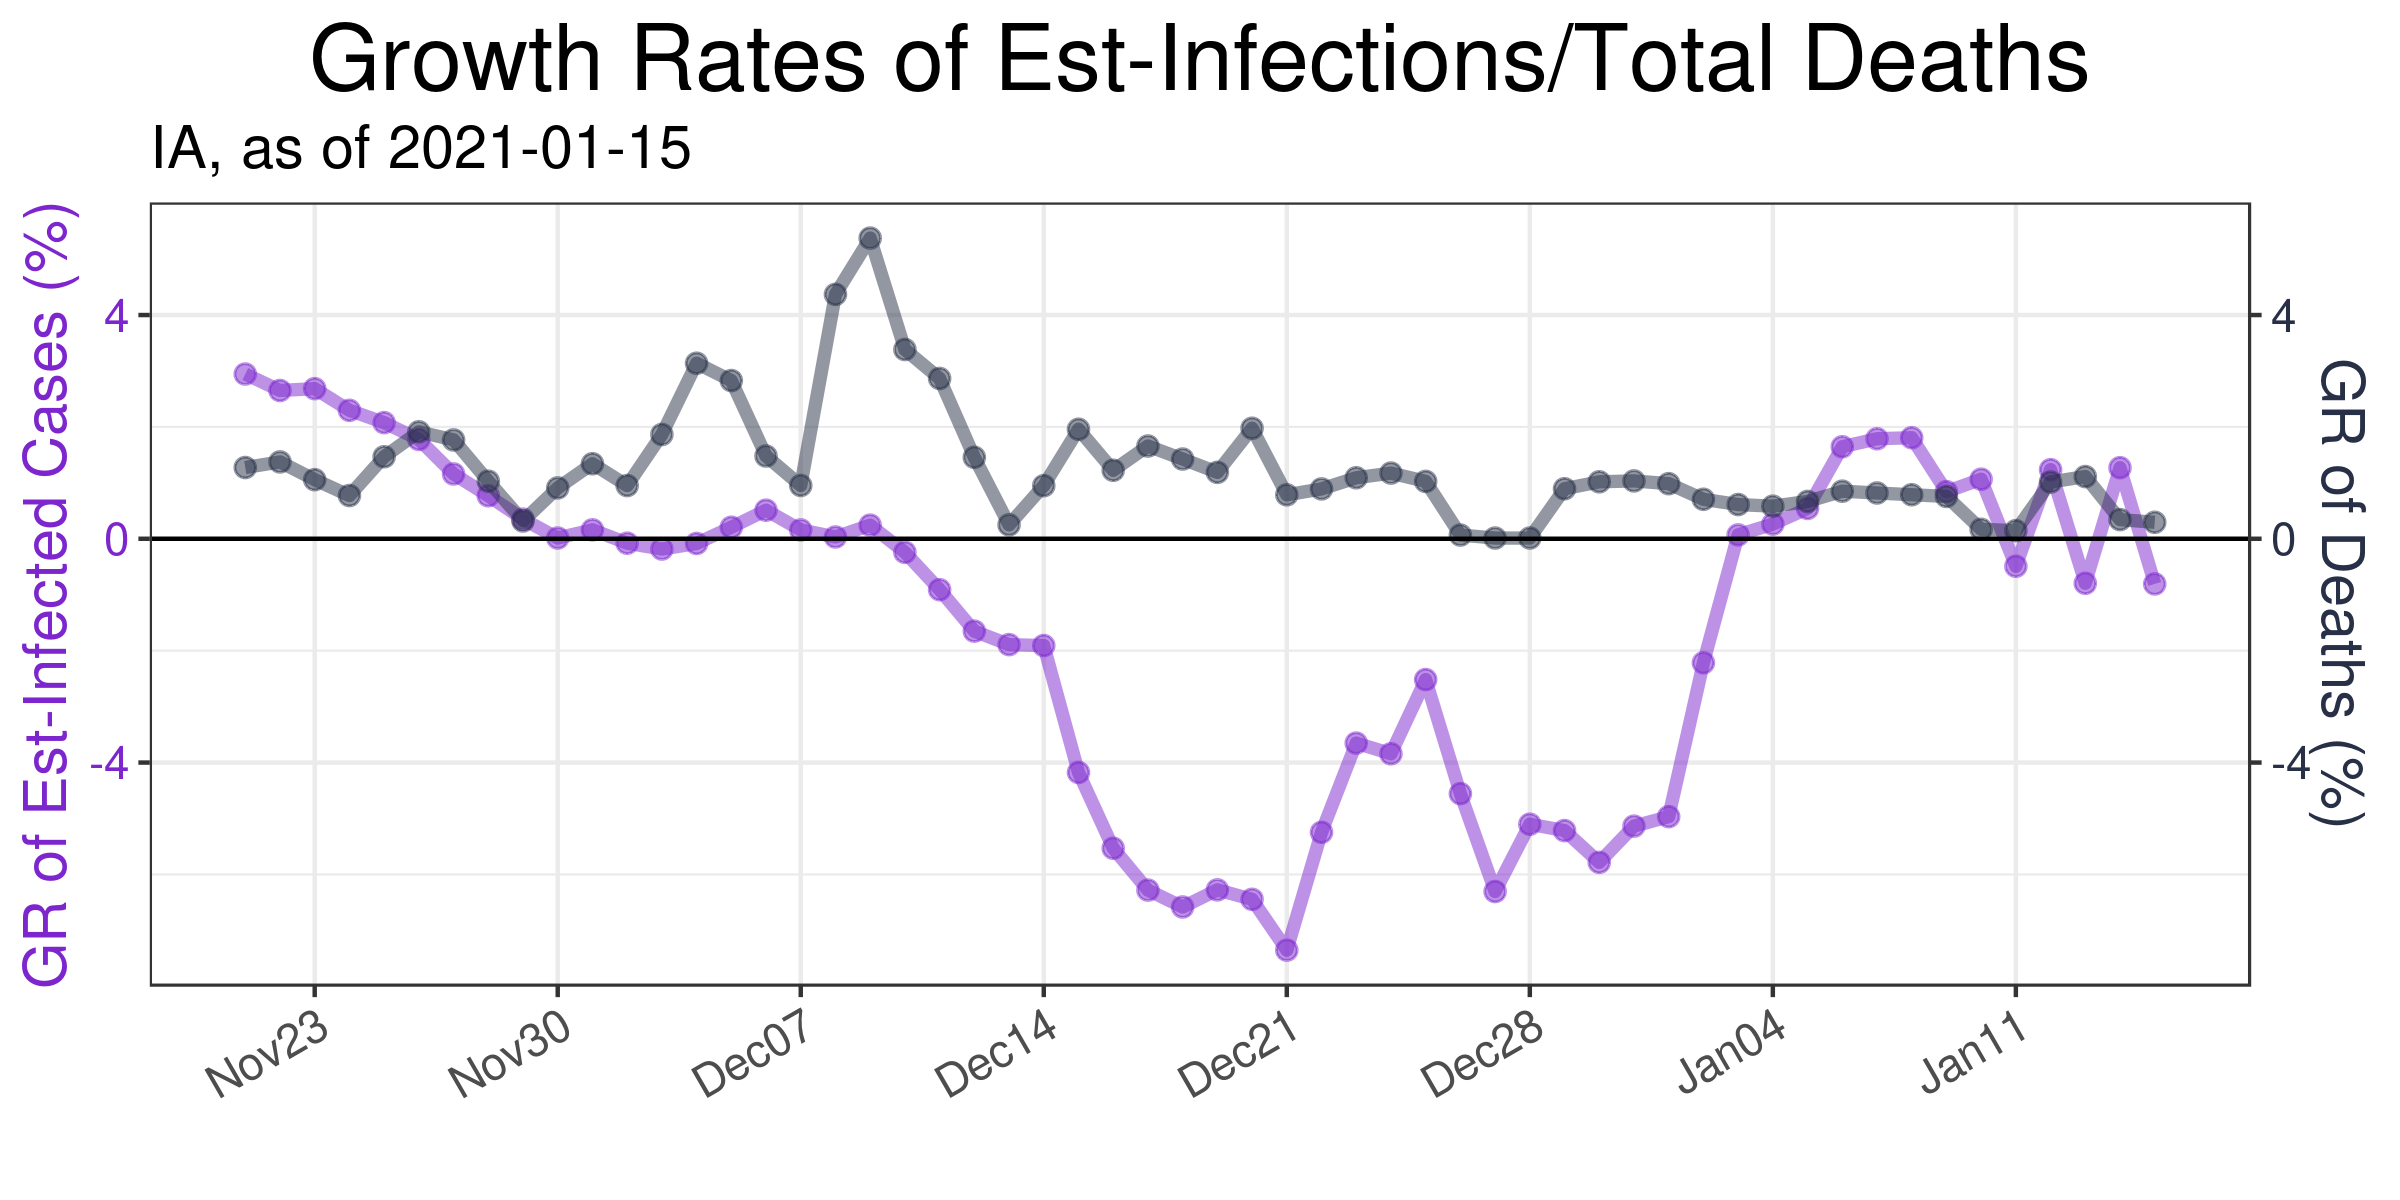 Growth Rates of Est-Infections/Total Deaths
IA, as of 2021-01-15
GR of Est-Infected Cases (%)
4
0
-4
4
0
-4
GR of Deaths (%)
Nov23
Nov30
Dec07
Dec14
Dec21
Dec28
Jan04
Jan11